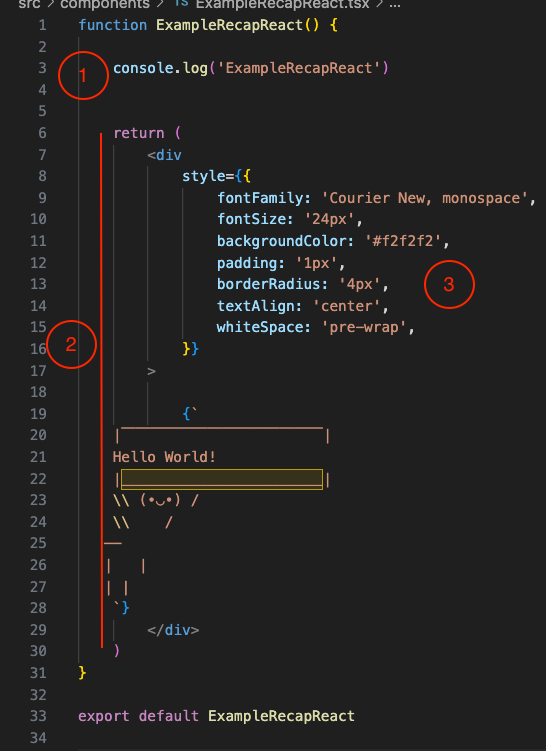 src > components > TS ExampleRecapReact.tsx > ...
1 function ExampleRecapReact() {
2
3 console.log('ExampleRecapReact')
1
4
5
6 return (
7 <div
8 style={{
9 fontFamily: 'Courier New, monospace',
10 fontSize: '24px',
11 backgroundColor: '#f2f2f2',
12 padding: '1px',
13 borderRadius: '4px',
3
14 textAlign: 'center',
15 whiteSpace: 'pre-wrap',
2
16 }}
17 >
18
19 {`
20 |‾‾‾‾‾‾‾‾‾‾‾‾‾‾‾‾‾‾‾‾‾‾‾|
21 Hello World!
22 |_______________________|
23 \\ (•◡•) /
24 \\    /
25 ——
26 |   |
27 | |
28 `}
29 </div>
30 )
31 }
32
33 export default ExampleRecapReact
34